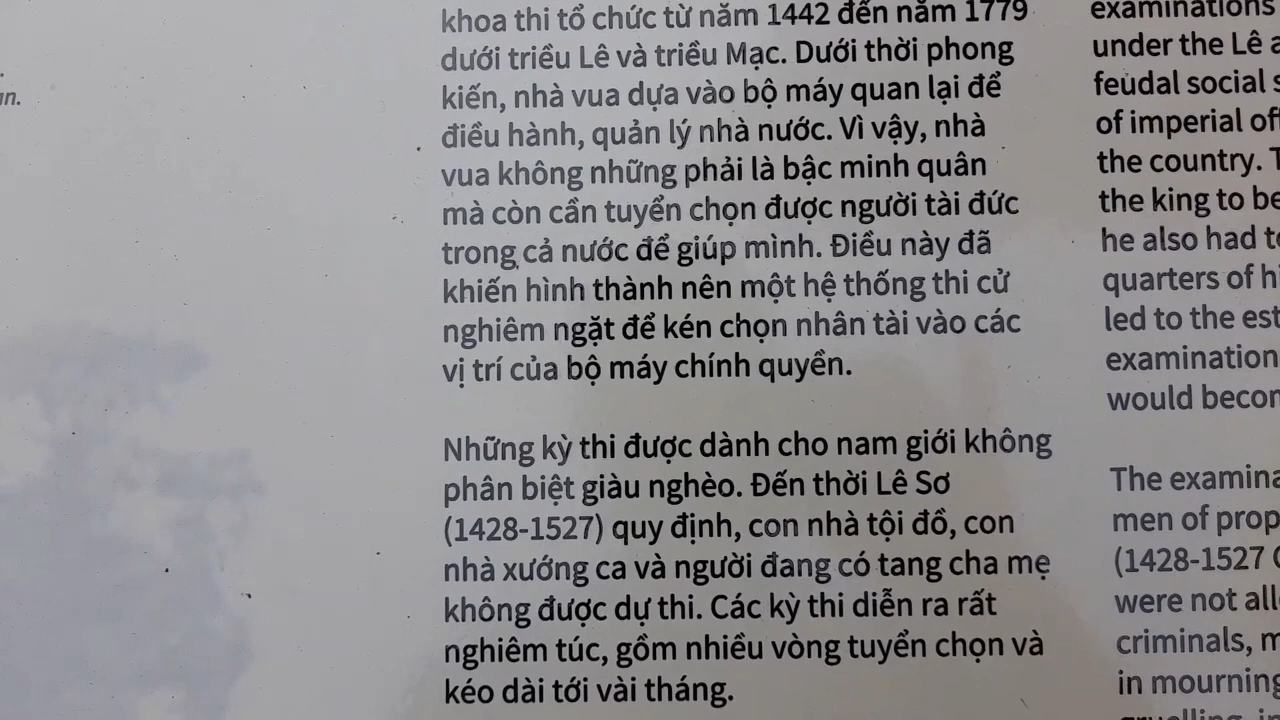 khoa thi tổ chức từ năm 1442 đến năm 1779
dưới triều Lê và triều Mạc. Dưới thời phong
kiến, nhà vua dựa vào bộ máy quan lại để
điều hành, quản lý nhà nước. Vì vậy, nhà
vua không những phải là bậc minh quân
mà còn cần tuyển chọn được người tài đức
trong cả nước để giúp mình. Điều này đã
khiến hình thành nên một hệ thống thi cử
nghiêm ngặt để kén chọn nhân tài vào các
vị trí của bộ máy chính quyền.
Những kỳ thi được dành cho nam giới không
phân biệt giàu nghèo. Đến thời Lê Sơ
(1428-1527) quy định, con nhà tội đồ, con
nhà xướng ca và người đang có tang cha mẹ
không được dự thi. Các kỳ thi diễn ra rất
nghiêm túc, gồm nhiều vòng tuyển chọn và
kéo dài tới vài tháng.
examinations
under the Lê
feudal social
of imperial
the country.
the king to
he also had
quarters of
led to the
examination
would
The
men of
(1428-1527
were not
criminals,
in mourning